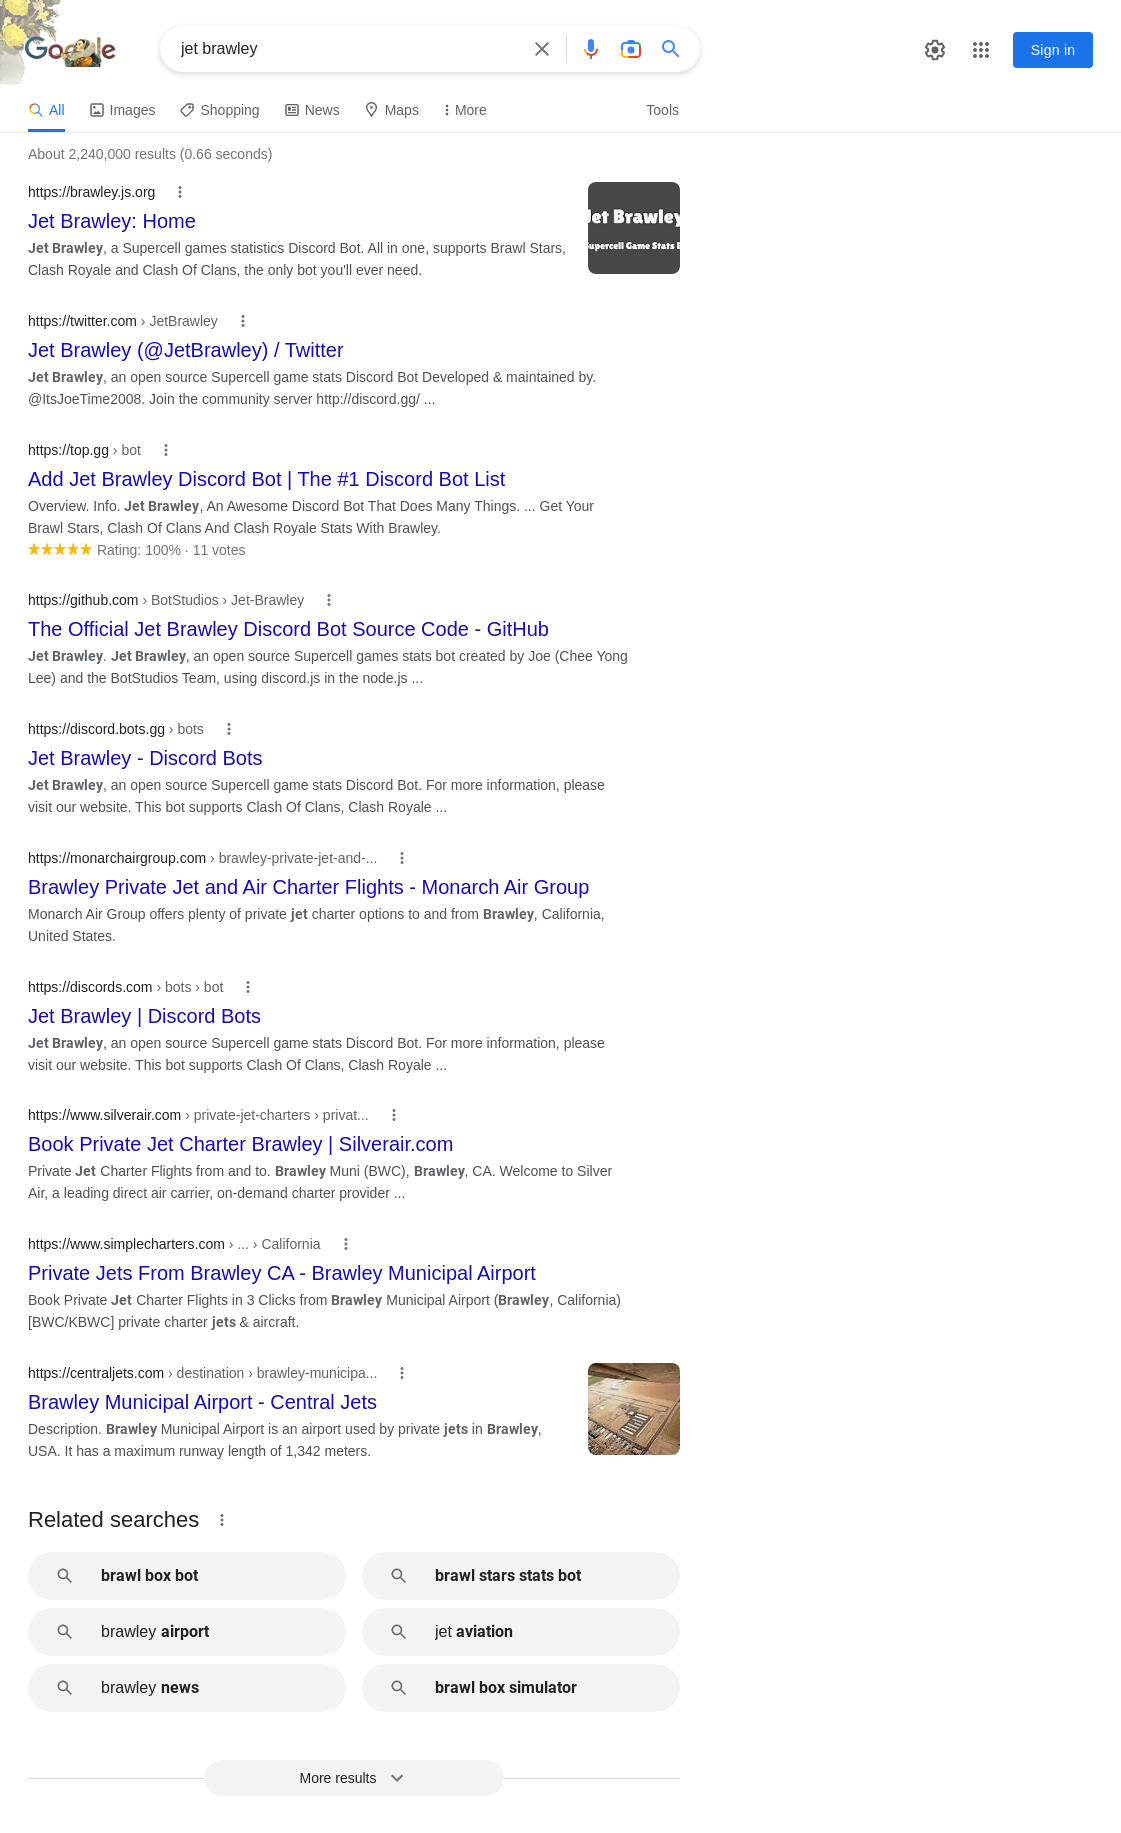 Google
jet brawley
Sign in
All
Images
Shopping
News
Maps
More
Tools
About 2,240,000 results (0.66 seconds)
https://brawley.js.org
Jet Brawley: Home
Jet Brawley, a Supercell games statistics Discord Bot. All in one, supports Brawl Stars,
Clash Royale and Clash Of Clans, the only bot you'll ever need.
Jet Brawley
Supercell Game Stats B
https://twitter.com › JetBrawley
Jet Brawley (@JetBrawley) / Twitter
Jet Brawley, an open source Supercell game stats Discord Bot Developed & maintained by.
@ItsJoeTime2008. Join the community server http://discord.gg/ ...
https://top.gg › bot
Add Jet Brawley Discord Bot | The #1 Discord Bot List
Overview. Info. Jet Brawley, An Awesome Discord Bot That Does Many Things. ... Get Your
Brawl Stars, Clash Of Clans And Clash Royale Stats With Brawley.
Rating: 100% · 11 votes
https://github.com › BotStudios › Jet-Brawley
The Official Jet Brawley Discord Bot Source Code - GitHub
Jet Brawley. Jet Brawley, an open source Supercell games stats bot created by Joe (Chee Yong
Lee) and the BotStudios Team, using discord.js in the node.js ...
https://discord.bots.gg › bots
Jet Brawley - Discord Bots
Jet Brawley, an open source Supercell game stats Discord Bot. For more information, please
visit our website. This bot supports Clash Of Clans, Clash Royale ...
https://monarchairgroup.com › brawley-private-jet-and-...
Brawley Private Jet and Air Charter Flights - Monarch Air Group
Monarch Air Group offers plenty of private jet charter options to and from Brawley, California,
United States.
https://discords.com › bots › bot
Jet Brawley | Discord Bots
Jet Brawley, an open source Supercell game stats Discord Bot. For more information, please
visit our website. This bot supports Clash Of Clans, Clash Royale ...
https://www.silverair.com › private-jet-charters › privat...
Book Private Jet Charter Brawley | Silverair.com
Private Jet Charter Flights from and to. Brawley Muni (BWC), Brawley, CA. Welcome to Silver
Air, a leading direct air carrier, on-demand charter provider ...
https://www.simplecharters.com › ... › California
Private Jets From Brawley CA - Brawley Municipal Airport
Book Private Jet Charter Flights in 3 Clicks from Brawley Municipal Airport (Brawley, California)
[BWC/KBWC] private charter jets & aircraft.
https://centraljets.com › destination › brawley-municipa...
Brawley Municipal Airport - Central Jets
Description. Brawley Municipal Airport is an airport used by private jets in Brawley,
USA. It has a maximum runway length of 1,342 meters.
Related searches
brawl box bot
brawl stars stats bot
brawley airport
jet aviation
brawley news
brawl box simulator
More results